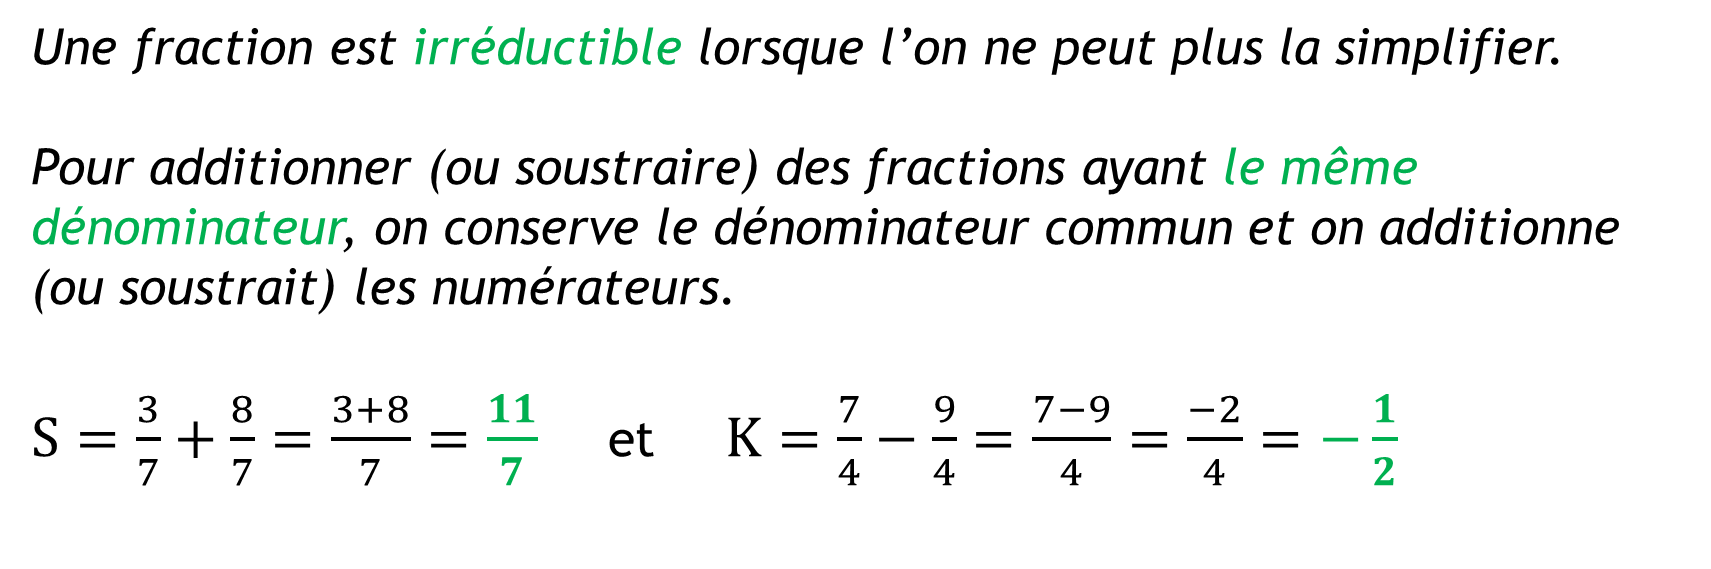 Une fraction est irréductible lorsque l’on ne peut plus la simplifier.
Pour additionner (ou soustraire) des fractions ayant le même
dénominateur, on conserve le dénominateur commun et on additionne
(ou soustrait) les numérateurs.
S = 3/7 + 8/7 = (3+8)/7 = 11/7 et K = 7/4 − 9/4 = (7−9)/4 = −2/4 = − 1/2